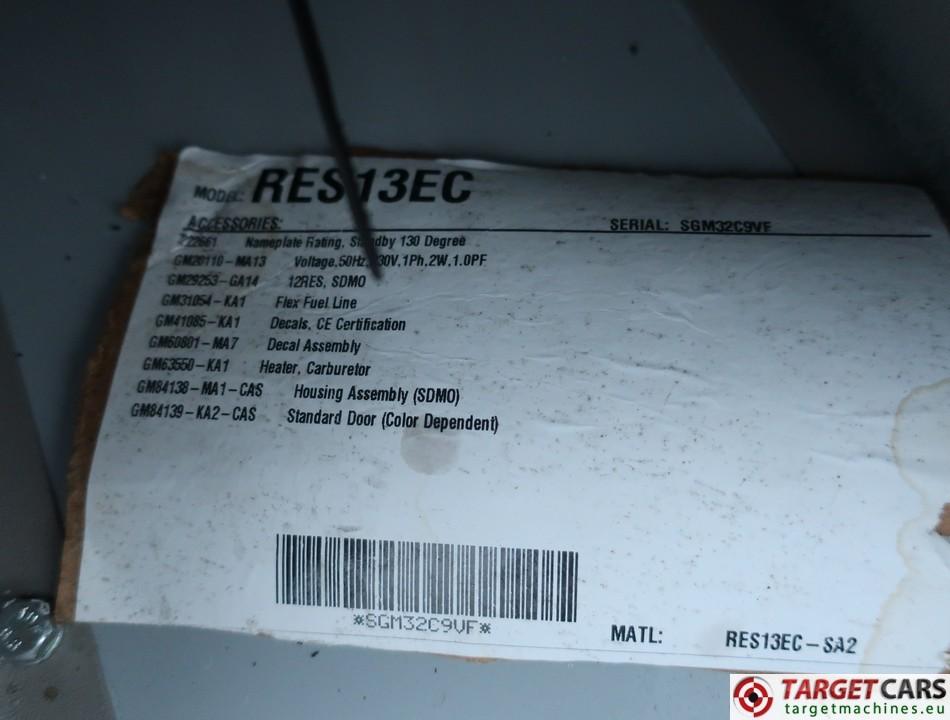 MODEL: RES13EC
ACCESSORIES: SERIAL: SGM32C9VF
222661 Nameplate Rating, Standby 130 Degree
GM28110-MA13 Voltage,50Hz,230V,1Ph,2W,1.0PF
GM29253-GA14 12RES, SDMO
GM31054-KA1 Flex Fuel Line
GM41085-KA1 Decals, CE Certification
GM60801-MA7 Decal Assembly
GM63550-KA1 Heater, Carburetor
GM84138-MA1-CAS Housing Assembly (SDMO)
GM84139-KA2-CAS Standard Door (Color Dependent)
*SGM32C9VF*
MATL: RES13EC-SA2
TARGETCARS
targetmachines.eu